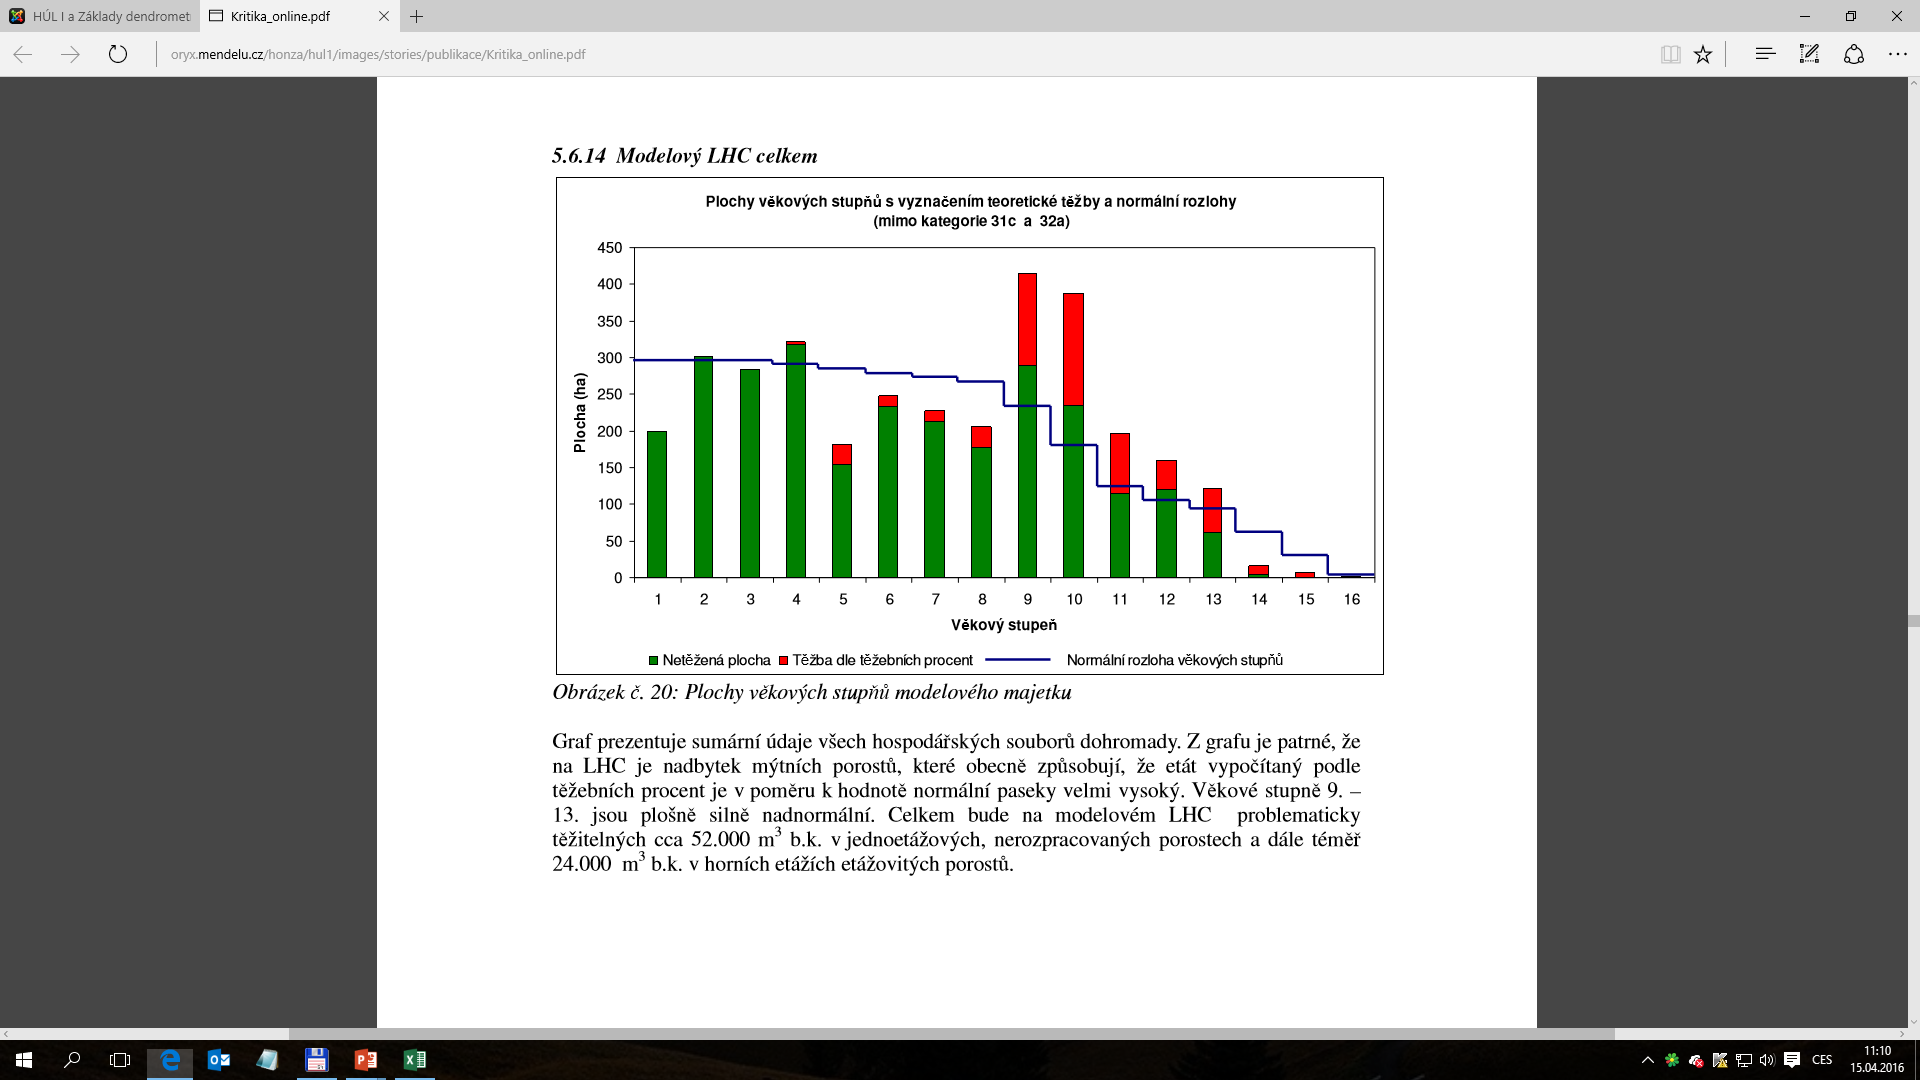 HÚL I a Základy dendromet
Kritika_online.pdf
oryx.mendelu.cz/honza/hul1/images/stories/publikace/Kritika_online.pdf
5.6.14 Modelový LHC celkem
Plochy věkových stupňů s vyznačením teoretické těžby a normální rozlohy
(mimo kategorie 31c a 32a)
Plocha (ha)
450
400
350
300
250
200
150
100
50
0
1 2 3 4 5 6 7 8 9 10 11 12 13 14 15 16
Věkový stupeň
Netěžená plocha Těžba dle těžebních procent Normální rozloha věkových stupňů
Obrázek č. 20: Plochy věkových stupňů modelového majetku
Graf prezentuje sumární údaje všech hospodářských souborů dohromady. Z grafu je patrné, že
na LHC je nadbytek mýtních porostů, které obecně způsobují, že etát vypočítaný podle
těžebních procent je v poměru k hodnotě normální paseky velmi vysoký. Věkové stupně 9. –
13. jsou plošně silně nadnormální. Celkem bude na modelovém LHC problematicky
těžitelných cca 52.000 m³ b.k. v jednoetážových, nerozpracovaných porostech a dále téměř
24.000 m³ b.k. v horních etážích etážovitých porostů.
CES
11:10
15.04.2016